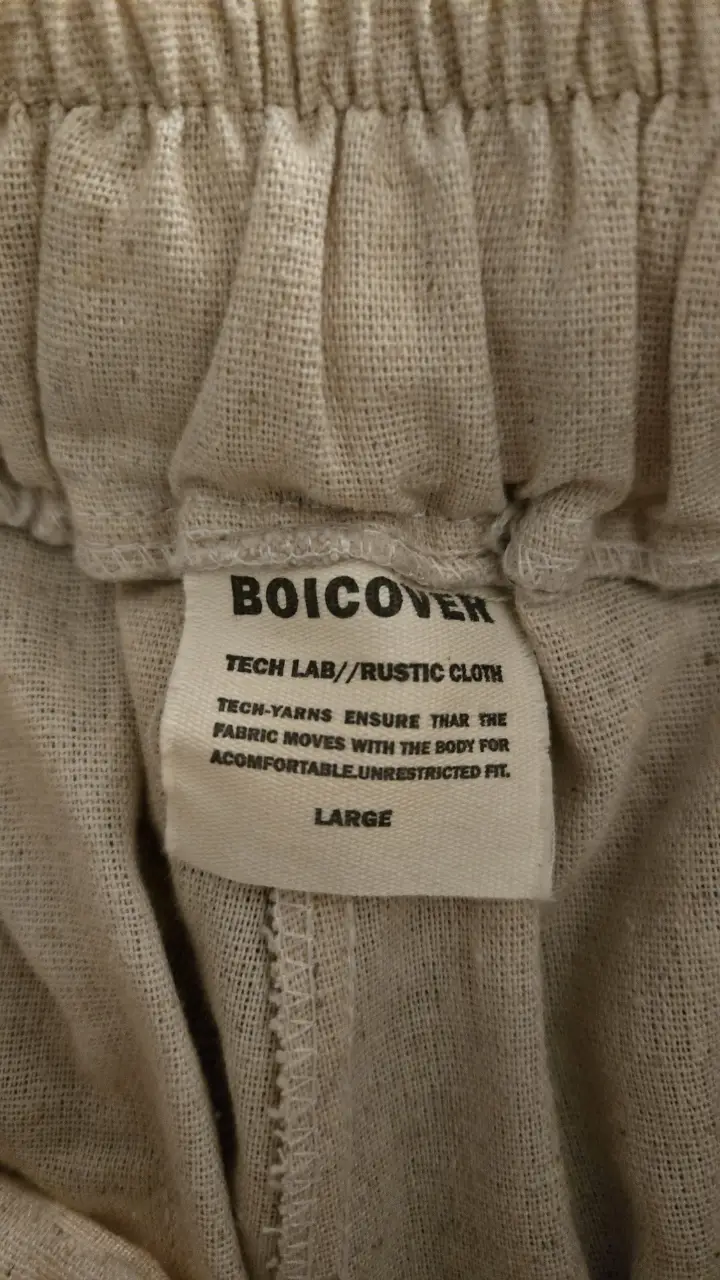 BOICOVER
TECH LAB//RUSTIC CLOTH
TECH-YARNS ENSURE THAR THE
FABRIC MOVES WITH THE BODY FOR
ACOMFORTABLE.UNRESTRICTED FIT.
LARGE